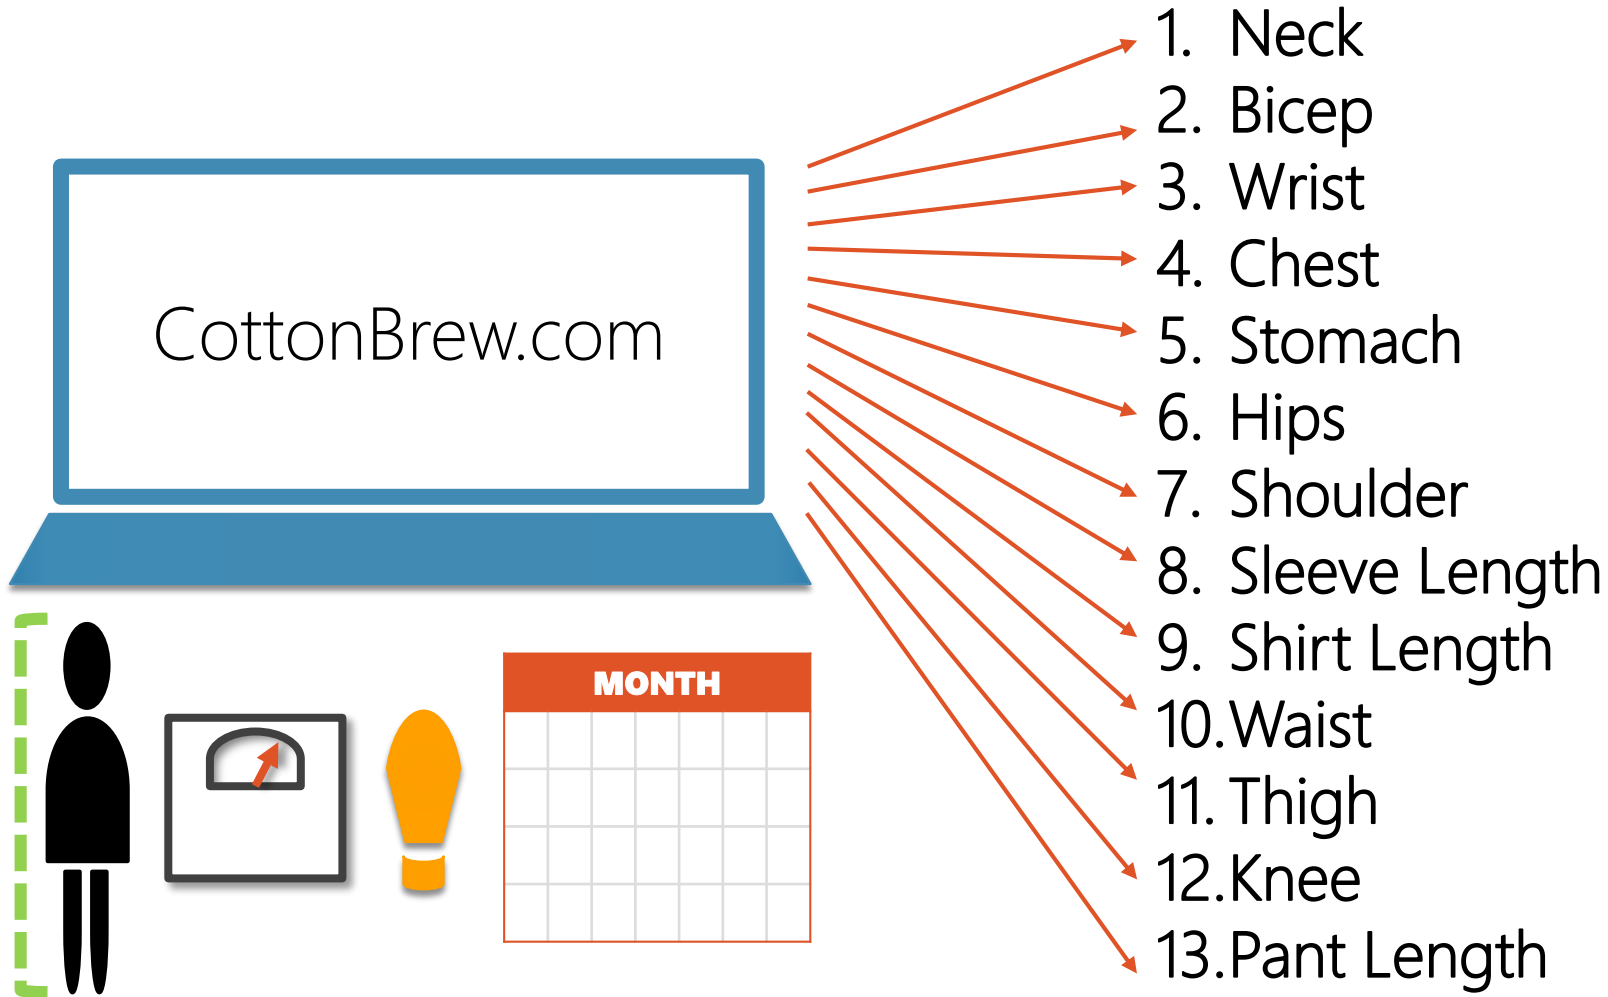 CottonBrew.com
MONTH
1. Neck
2. Bicep
3. Wrist
4. Chest
5. Stomach
6. Hips
7. Shoulder
8. Sleeve Length
9. Shirt Length
10. Waist
11. Thigh
12. Knee
13. Pant Length